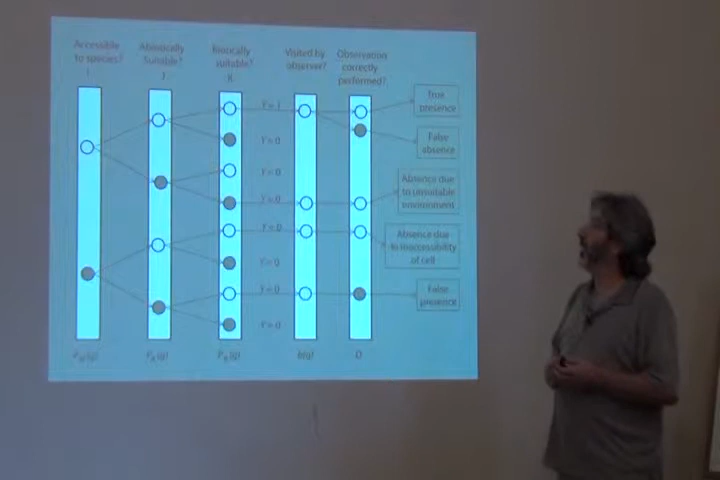 Accessible
to species?
I
Abiotically
Suitable?
J
Biotically
suitable?
K
Visited by
observer?
Observation
correctly
performed?
Y= 1
Y= 0
Y= 0
Y= 0
Y= 0
Y= 0
Y= 0
Y= 0
True
presence
False
absence
Absence due
to unsuitable
environment
Absence due
to inaccessibility
of cell
False
presence
b(g)
D